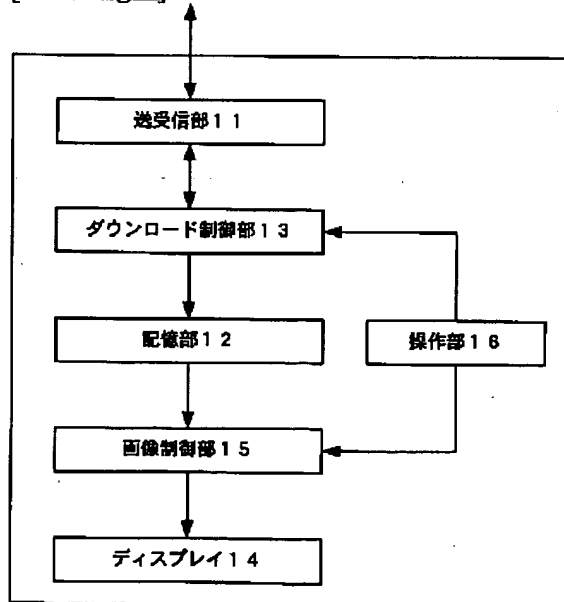 送受信部１１
ダウンロード制御部１３
記憶部１２
操作部１６
画像制御部１５
ディスプレイ１４